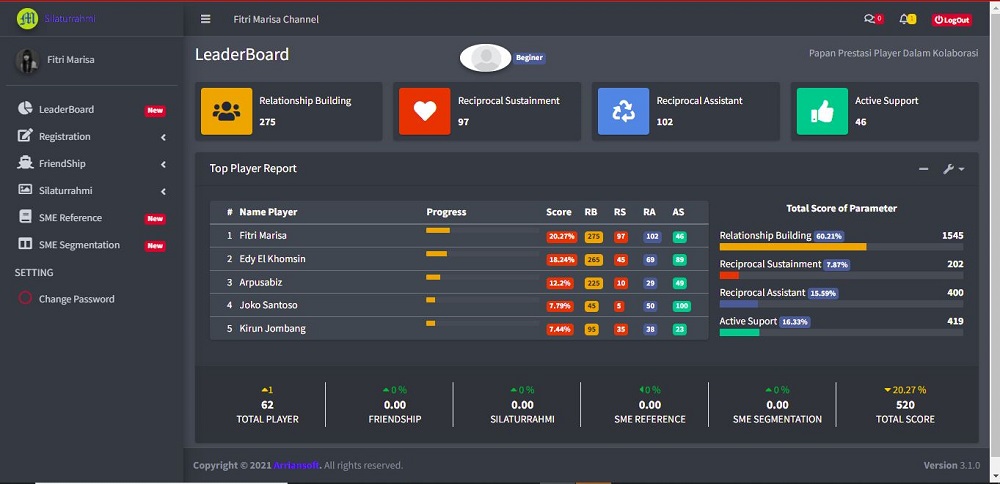 Silaturrahmi
Fitri Marisa Channel
0
1
LogOut
Fitri Marisa
LeaderBoard New
Registration
FriendShip
Silaturrahmi
SME Reference New
SME Segmentation New
SETTING
Change Password
LeaderBoard
Beginer
Papan Prestasi Player Dalam Kolaborasi
Relationship Building
275
Reciprocal Sustainment
97
Reciprocal Assistant
102
Active Support
46
Top Player Report
# Name Player Progress Score RB RS RA AS
1 Fitri Marisa 20.27% 275 97 102 46
2 Edy El Khomsin 18.24% 265 45 69 89
3 Arpusabiz 12.2% 225 10 29 49
4 Joko Santoso 7.79% 45 5 50 100
5 Kirun Jombang 7.44% 95 35 38 23
Total Score of Parameter
Relationship Building 60.21% 1545
Reciprocal Sustainment 7.87% 202
Reciprocal Assistant 15.59% 400
Active Suport 16.33% 419
1
62
TOTAL PLAYER
0 %
0.00
FRIENDSHIP
0 %
0.00
SILATURRAHMI
0 %
0.00
SME REFERENCE
0 %
0.00
SME SEGMENTATION
20.27 %
520
TOTAL SCORE
Copyright © 2021 Arriansoft. All rights reserved.
Version 3.1.0